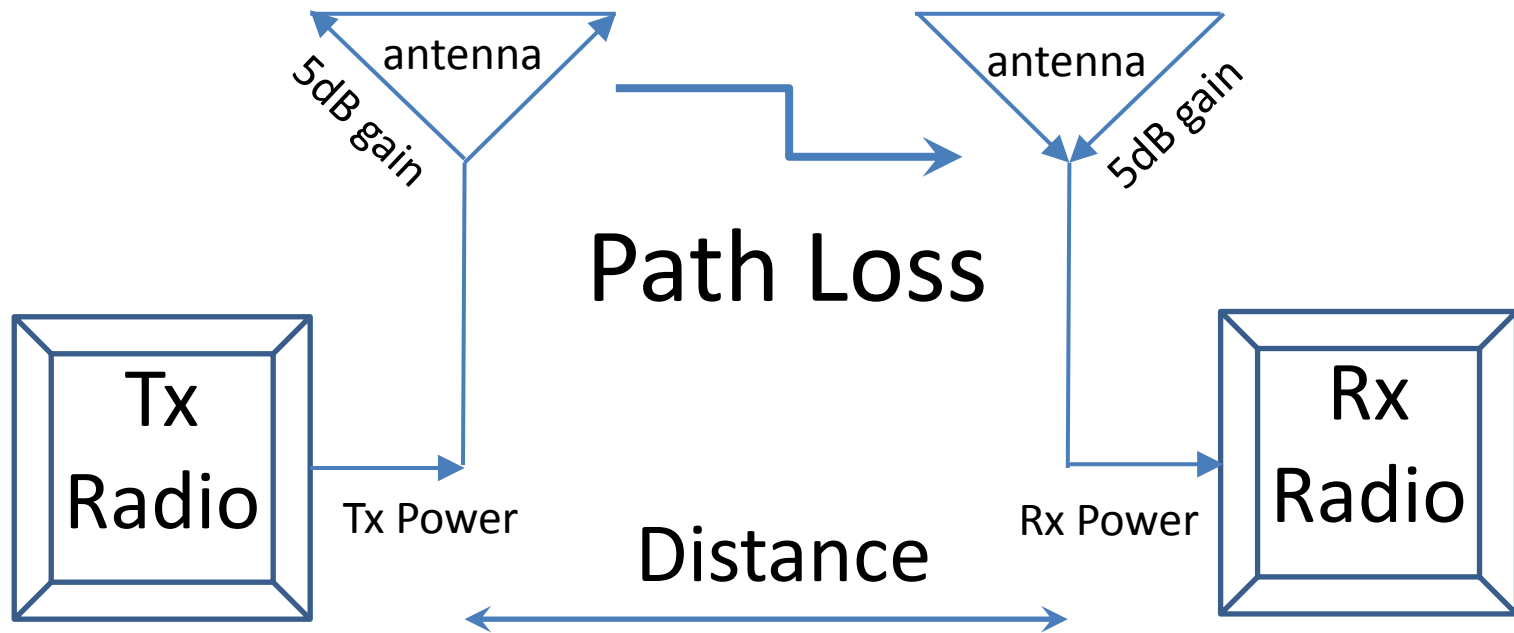 antenna
5dB gain
antenna
5dB gain
Path Loss
Tx
Radio
Tx Power
Distance
Rx Power
Rx
Radio